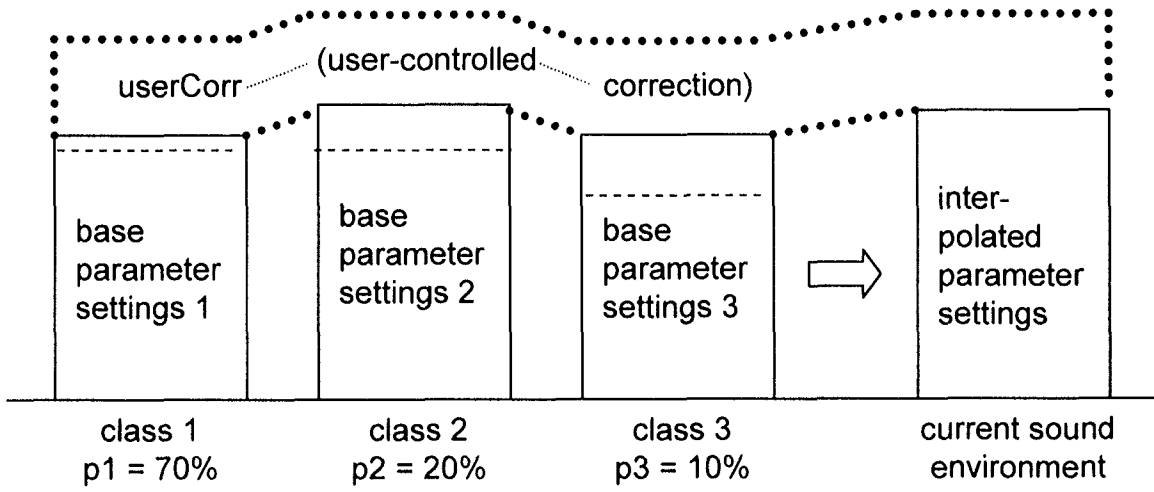 userCorr (user-controlled correction)
base
parameter
settings 1
base
parameter
settings 2
base
parameter
settings 3
inter-
polated
parameter
settings
class 1
p1 = 70%
class 2
p2 = 20%
class 3
p3 = 10%
current sound
environment